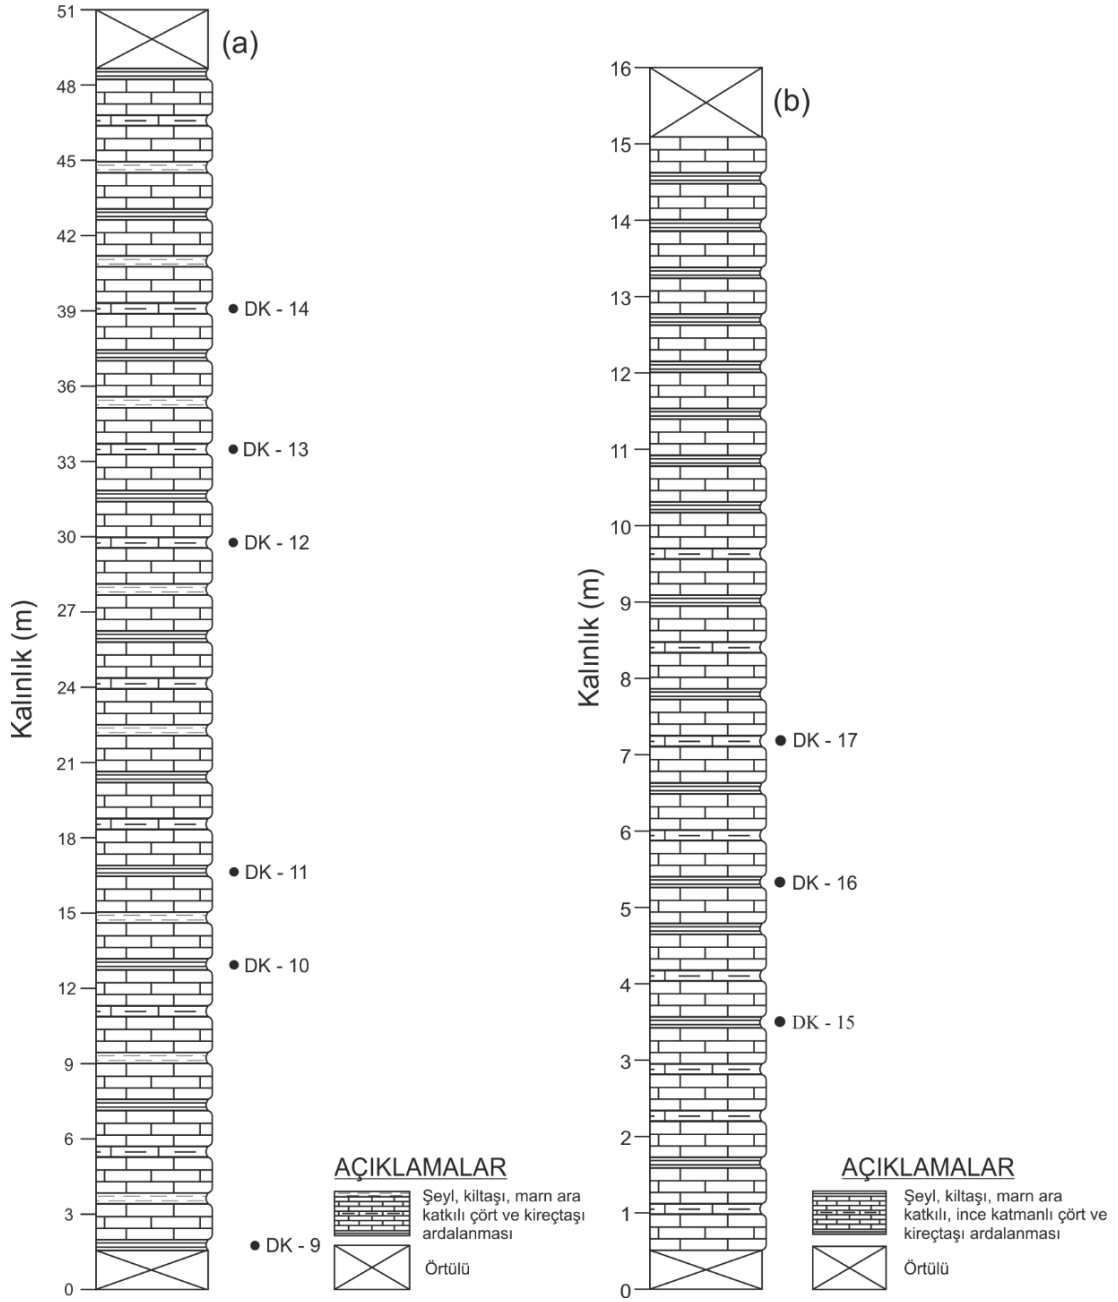 (a)
51
48
45
42
39
36
33
30
27
24
21
18
15
12
9
6
3
0
Kalınlık (m)
DK - 14
DK - 13
DK - 12
DK - 11
DK - 10
DK - 9
AÇIKLAMALAR
Şeyl, kiltaşı, marn ara
katkılı çört ve kireçtaşı
ardalanması
Örtülü
(b)
16
15
14
13
12
11
10
9
8
7
6
5
4
3
2
1
0
Kalınlık (m)
DK - 17
DK - 16
DK - 15
AÇIKLAMALAR
Şeyl, kiltaşı, marn ara
katkılı, ince katmanlı çört ve
kireçtaşı ardalanması
Örtülü